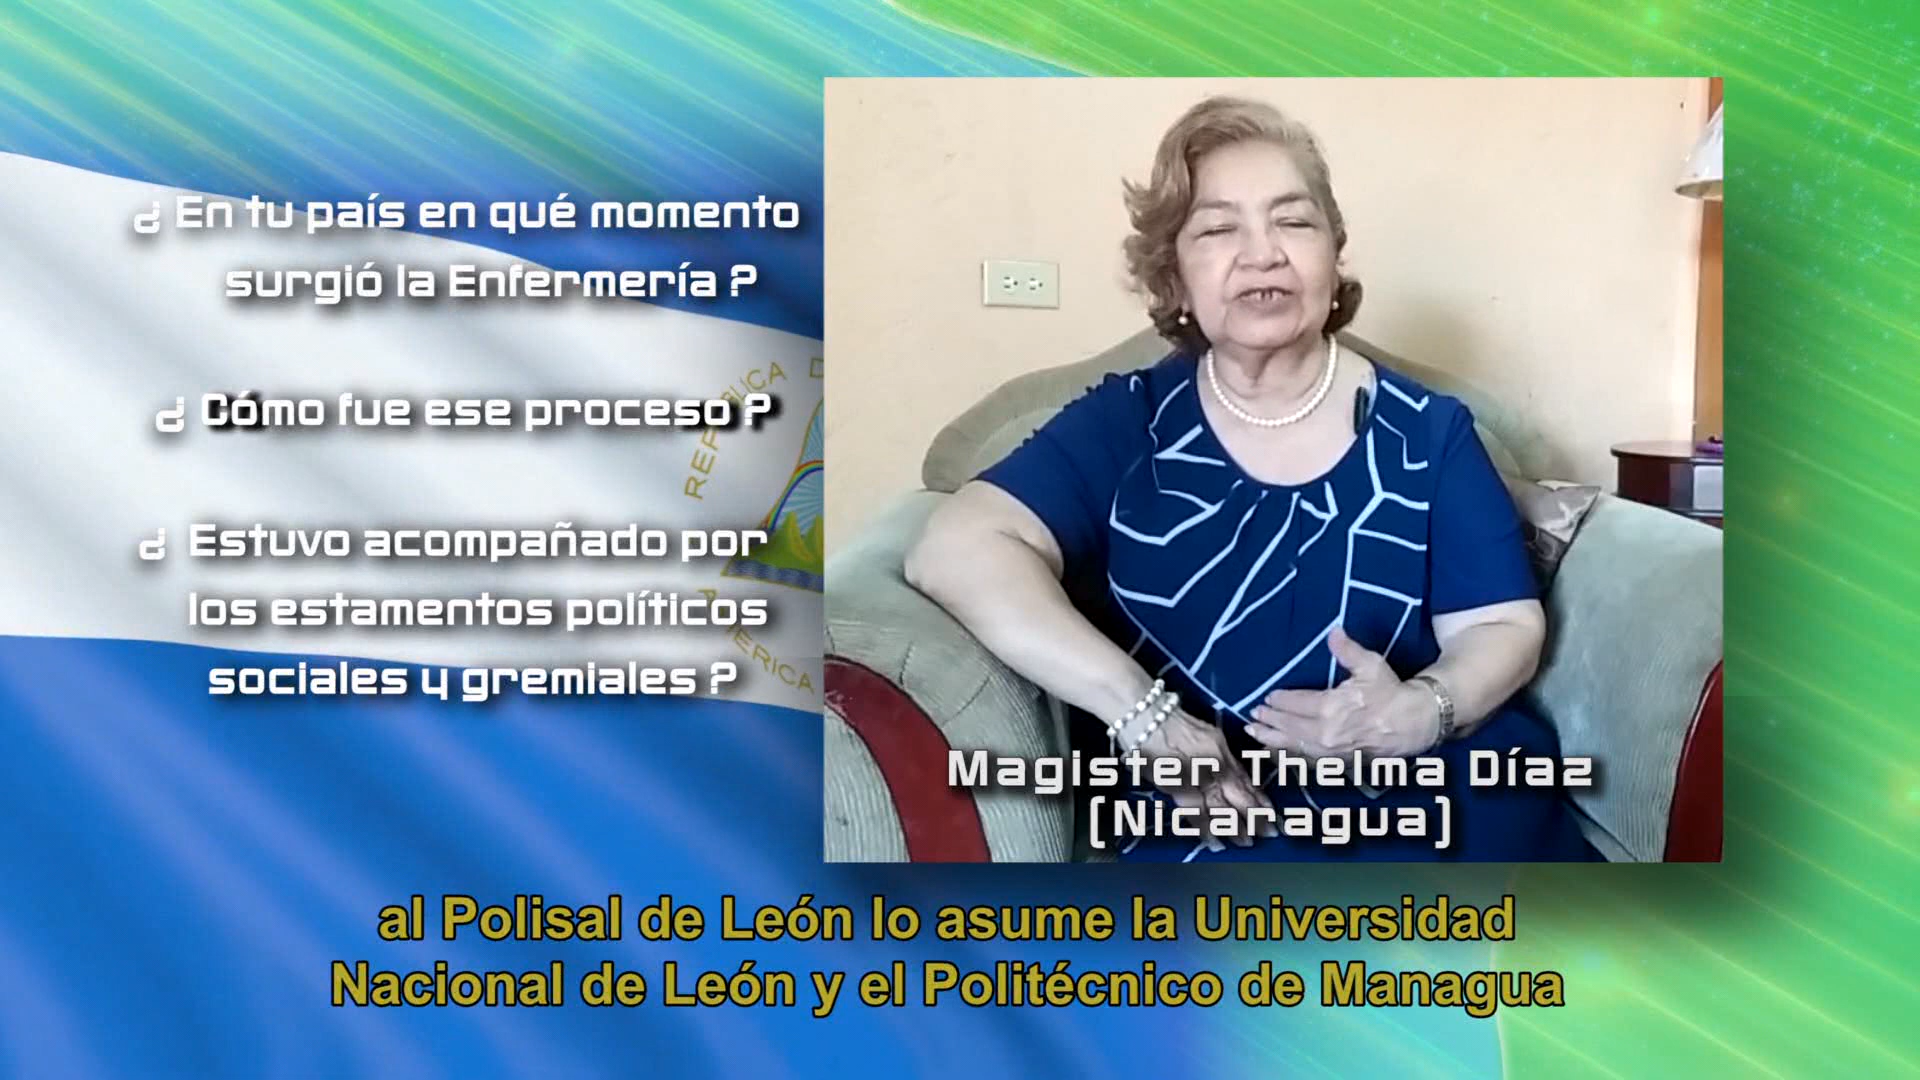 ¿ En tu país en qué momento
surgió la Enfermería ?
¿ Cómo fue ese proceso ?
¿ Estuvo acompañado por
los estamentos políticos
sociales y gremiales ?
REPÚBLICA D
AMERICA
Magister Thelma Díaz
(Nicaragua)
al Polisal de León lo asume la Universidad
Nacional de León y el Politécnico de Managua